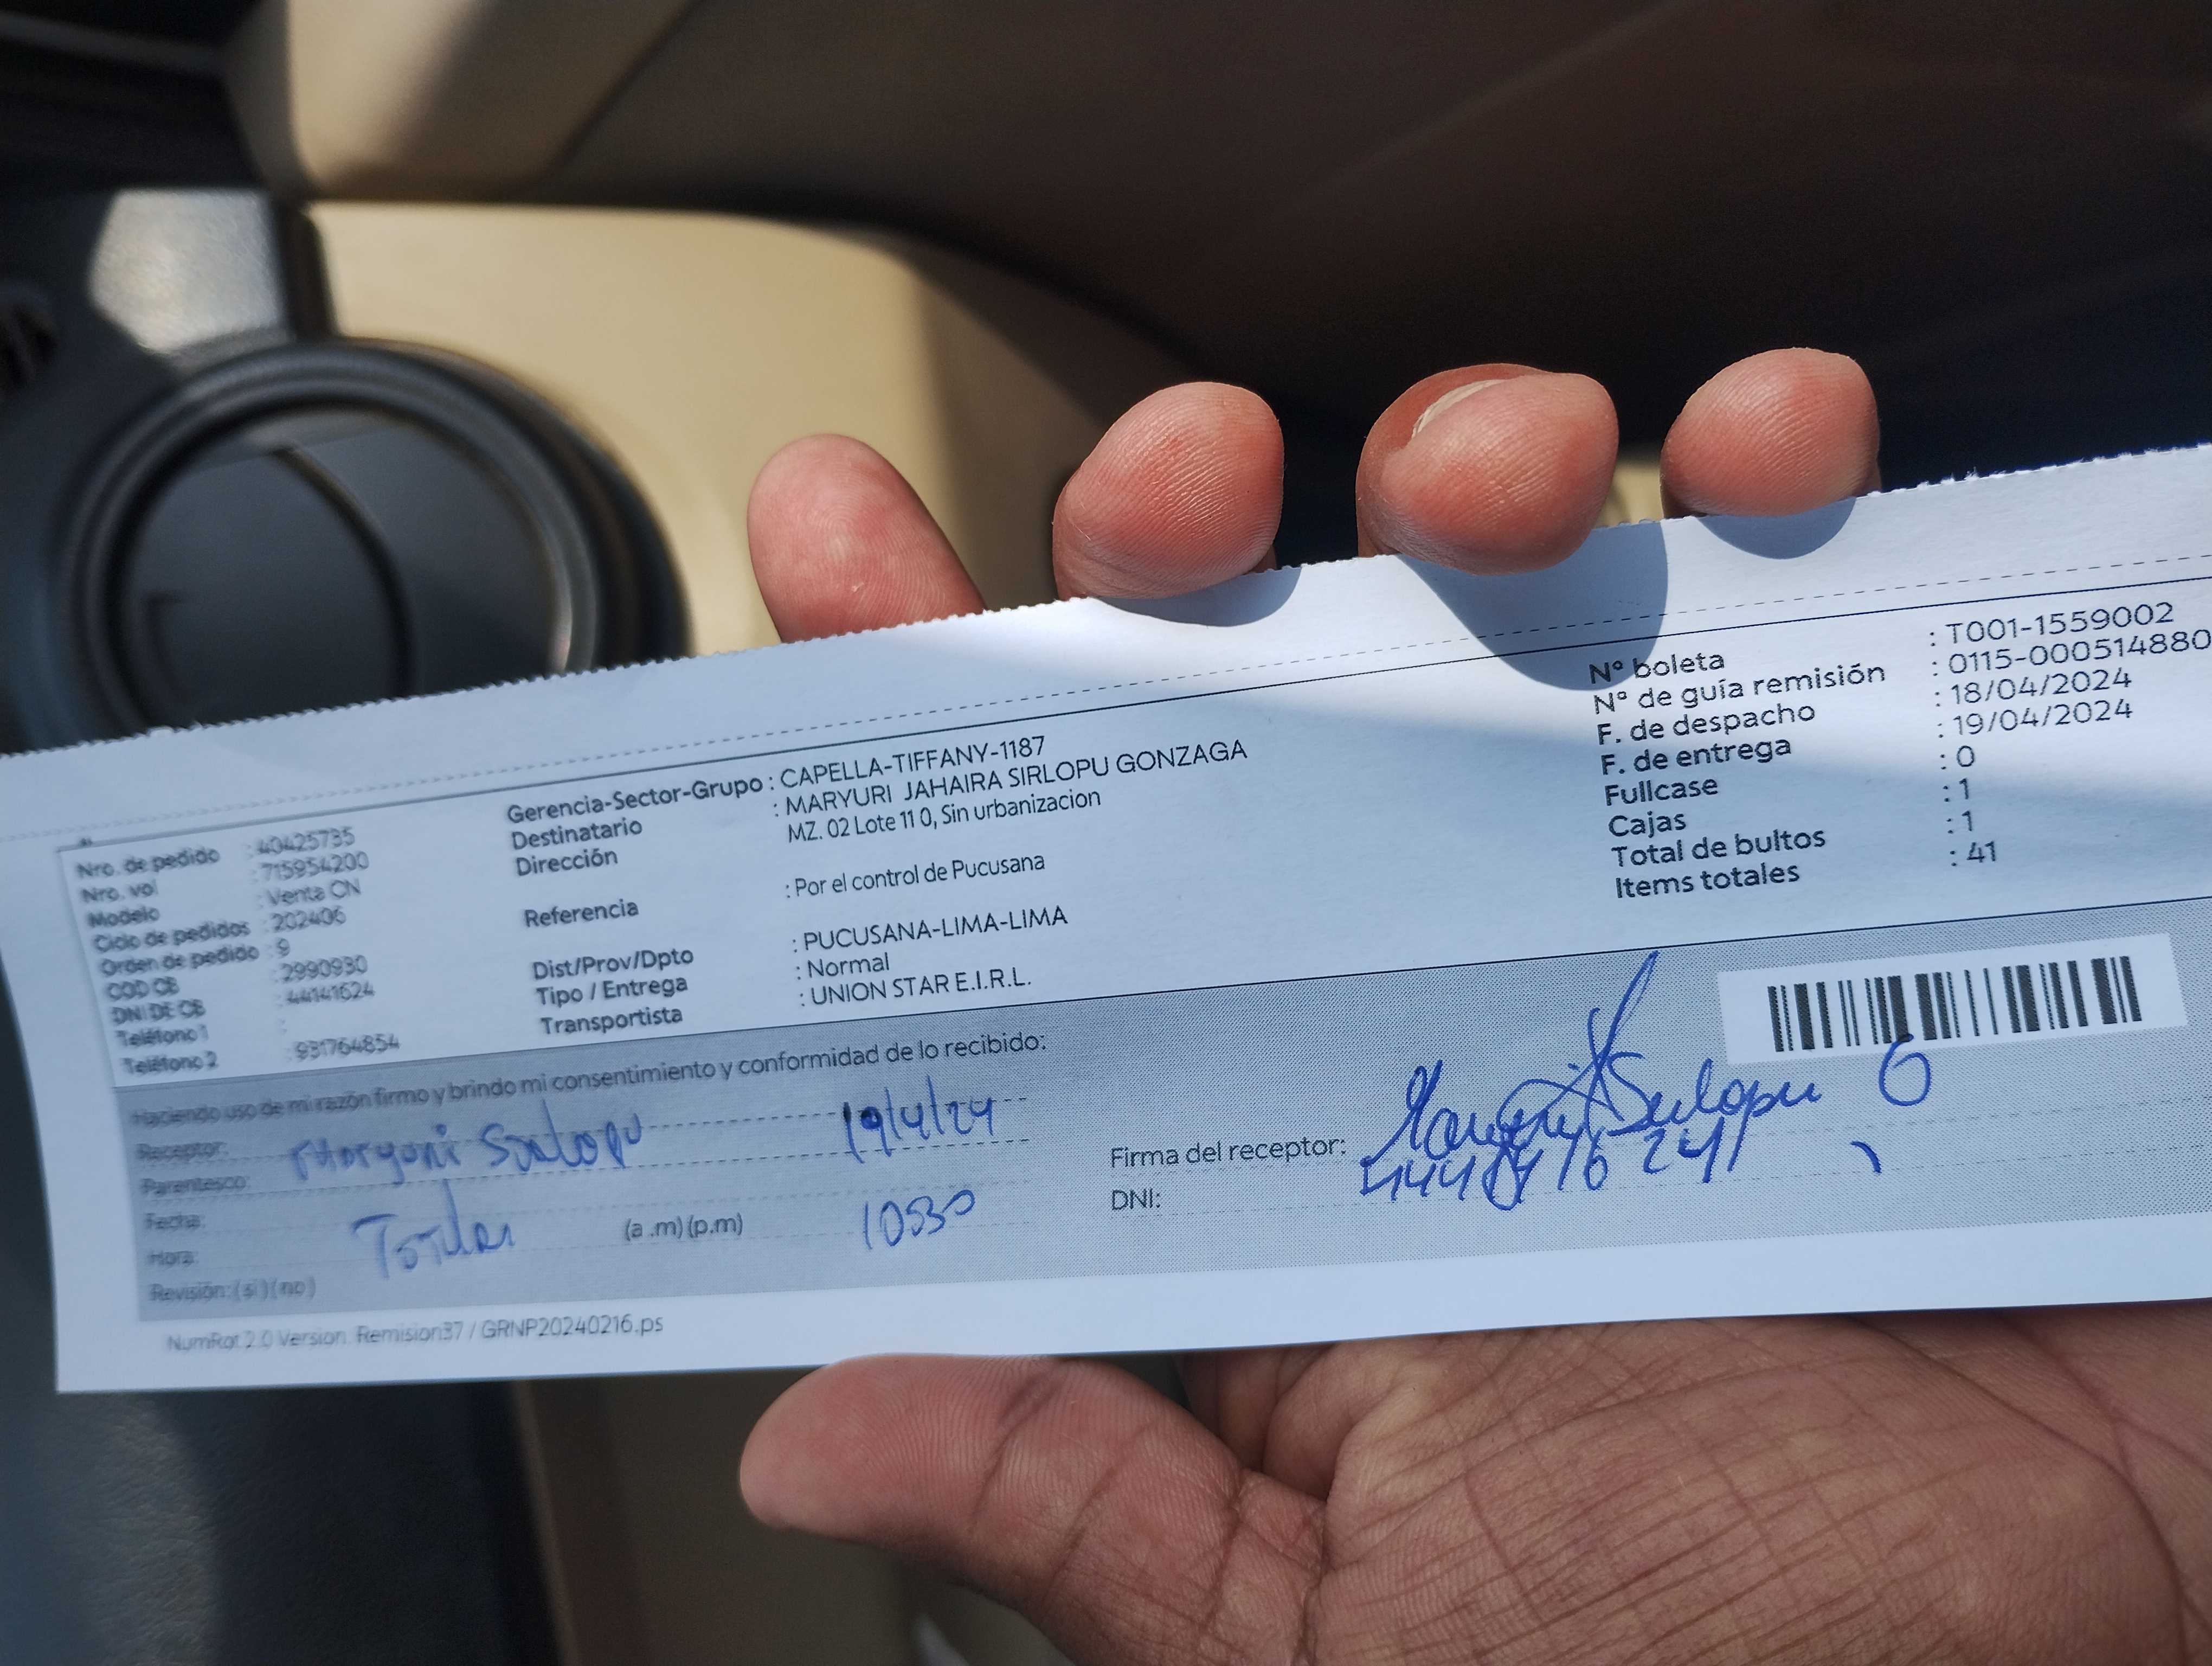 Nro. de pedido : 40425735
Nro. vol : 715954200
Modelo : Venta CN
Ciclo de pedidos : 202406
Orden de pedido : 9
COD CB : 2990930
DNI DE CB : 44141624
Teléfono 1 :
Teléfono 2 : 931764854
Gerencia-Sector-Grupo : CAPELLA-TIFFANY-1187
Destinatario : MARYURI JAHAIRA SIRLOPU GONZAGA
Dirección MZ. 02 Lote 11 0, Sin urbanizacion
Referencia : Por el control de Pucusana
Dist/Prov/Dpto : PUCUSANA-LIMA-LIMA
Tipo / Entrega : Normal
Transportista : UNION STAR E.I.R.L.
N° boleta : T001-1559002
N° de guía remisión : 0115-000514880
F. de despacho : 18/04/2024
F. de entrega : 19/04/2024
Fullcase : 0
Cajas : 1
Total de bultos : 1
Items totales : 41
Haciendo uso de mi razón firmo y brindo mi consentimiento y conformidad de lo recibido:
Receptor:
Parentesco: 19/4/24
Fecha:
Hora: (a .m) (p.m)
Revisión: (si) (no)
Firma del receptor: Sirlopu G
DNI:
NumRot 2.0 Version. Remision37 / GRNP20240216.ps